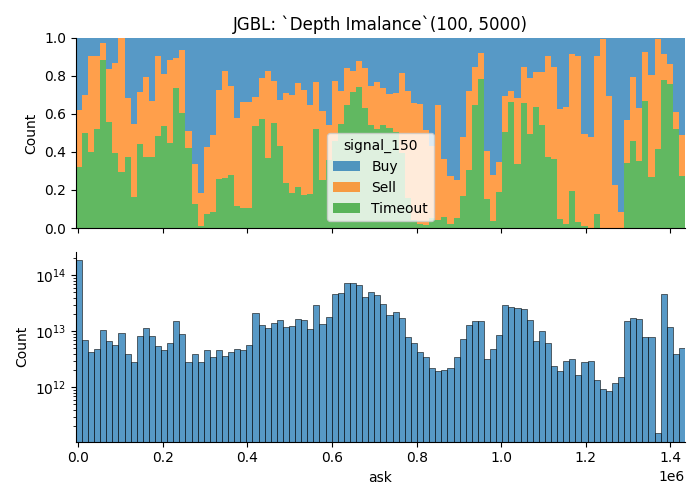 JGBL: `Depth Imalance`(100, 5000)
1.0
0.8
0.6
0.4
0.2
0.0
Count
signal_150
Buy
Sell
Timeout
10^14
10^13
10^12
Count
0.0 0.2 0.4 0.6 0.8 1.0 1.2 1.4
1e6
ask